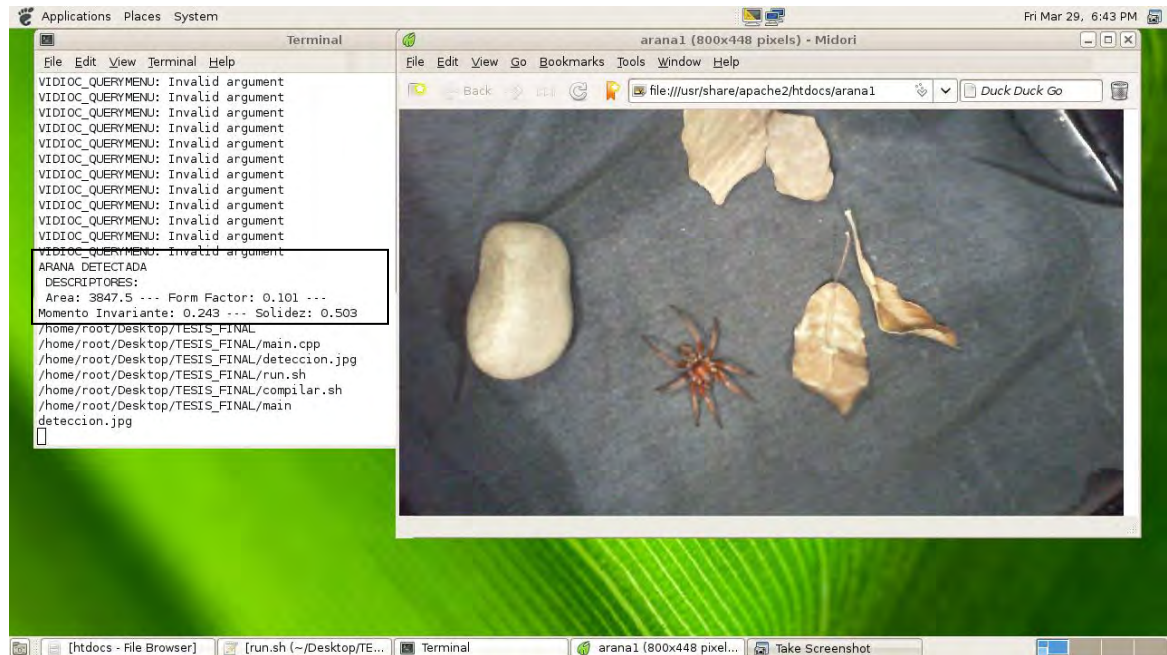 Applications Places System
Fri Mar 29, 6:43 PM
Terminal
File Edit View Terminal Help
VIDIOC_QUERYMENU: Invalid argument
VIDIOC_QUERYMENU: Invalid argument
VIDIOC_QUERYMENU: Invalid argument
VIDIOC_QUERYMENU: Invalid argument
VIDIOC_QUERYMENU: Invalid argument
VIDIOC_QUERYMENU: Invalid argument
VIDIOC_QUERYMENU: Invalid argument
VIDIOC_QUERYMENU: Invalid argument
VIDIOC_QUERYMENU: Invalid argument
VIDIOC_QUERYMENU: Invalid argument
VIDIOC_QUERYMENU: Invalid argument
VIDIOC_QUERYMENU: Invalid argument
ARANA DETECTADA
DESCRIPTORES:
Area: 3847.5 --- Form Factor: 0.101 ---
Momento Invariante: 0.243 --- Solidez: 0.503
/home/root/Desktop/TESIS_FINAL
/home/root/Desktop/TESIS_FINAL/main.cpp
/home/root/Desktop/TESIS_FINAL/deteccion.jpg
/home/root/Desktop/TESIS_FINAL/run.sh
/home/root/Desktop/TESIS_FINAL/compilar.sh
/home/root/Desktop/TESIS_FINAL/main
deteccion.jpg
arana1 (800x448 pixels) - Midori
File Edit View Go Bookmarks Tools Window Help
Back
file:///usr/share/apache2/htdocs/arana1
Duck Duck Go
[htdocs - File Browser]
[run.sh (~/Desktop/TE...
Terminal
arana1 (800x448 pixel...
Take Screenshot